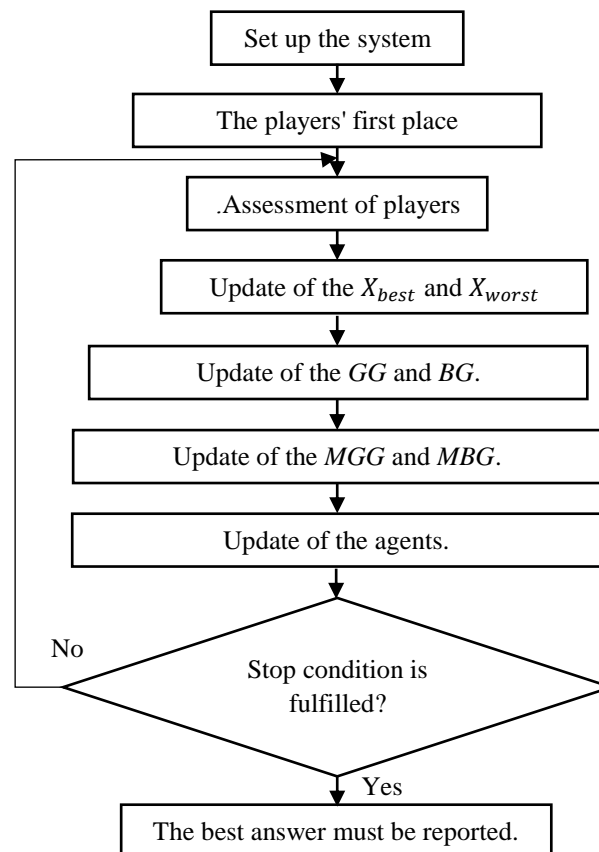 Set up the system
The players' first place
.Assessment of players
Update of the X_best and X_worst
Update of the GG and BG.
Update of the MGG and MBG.
Update of the agents.
No
Stop condition is
fulfilled?
Yes
The best answer must be reported.